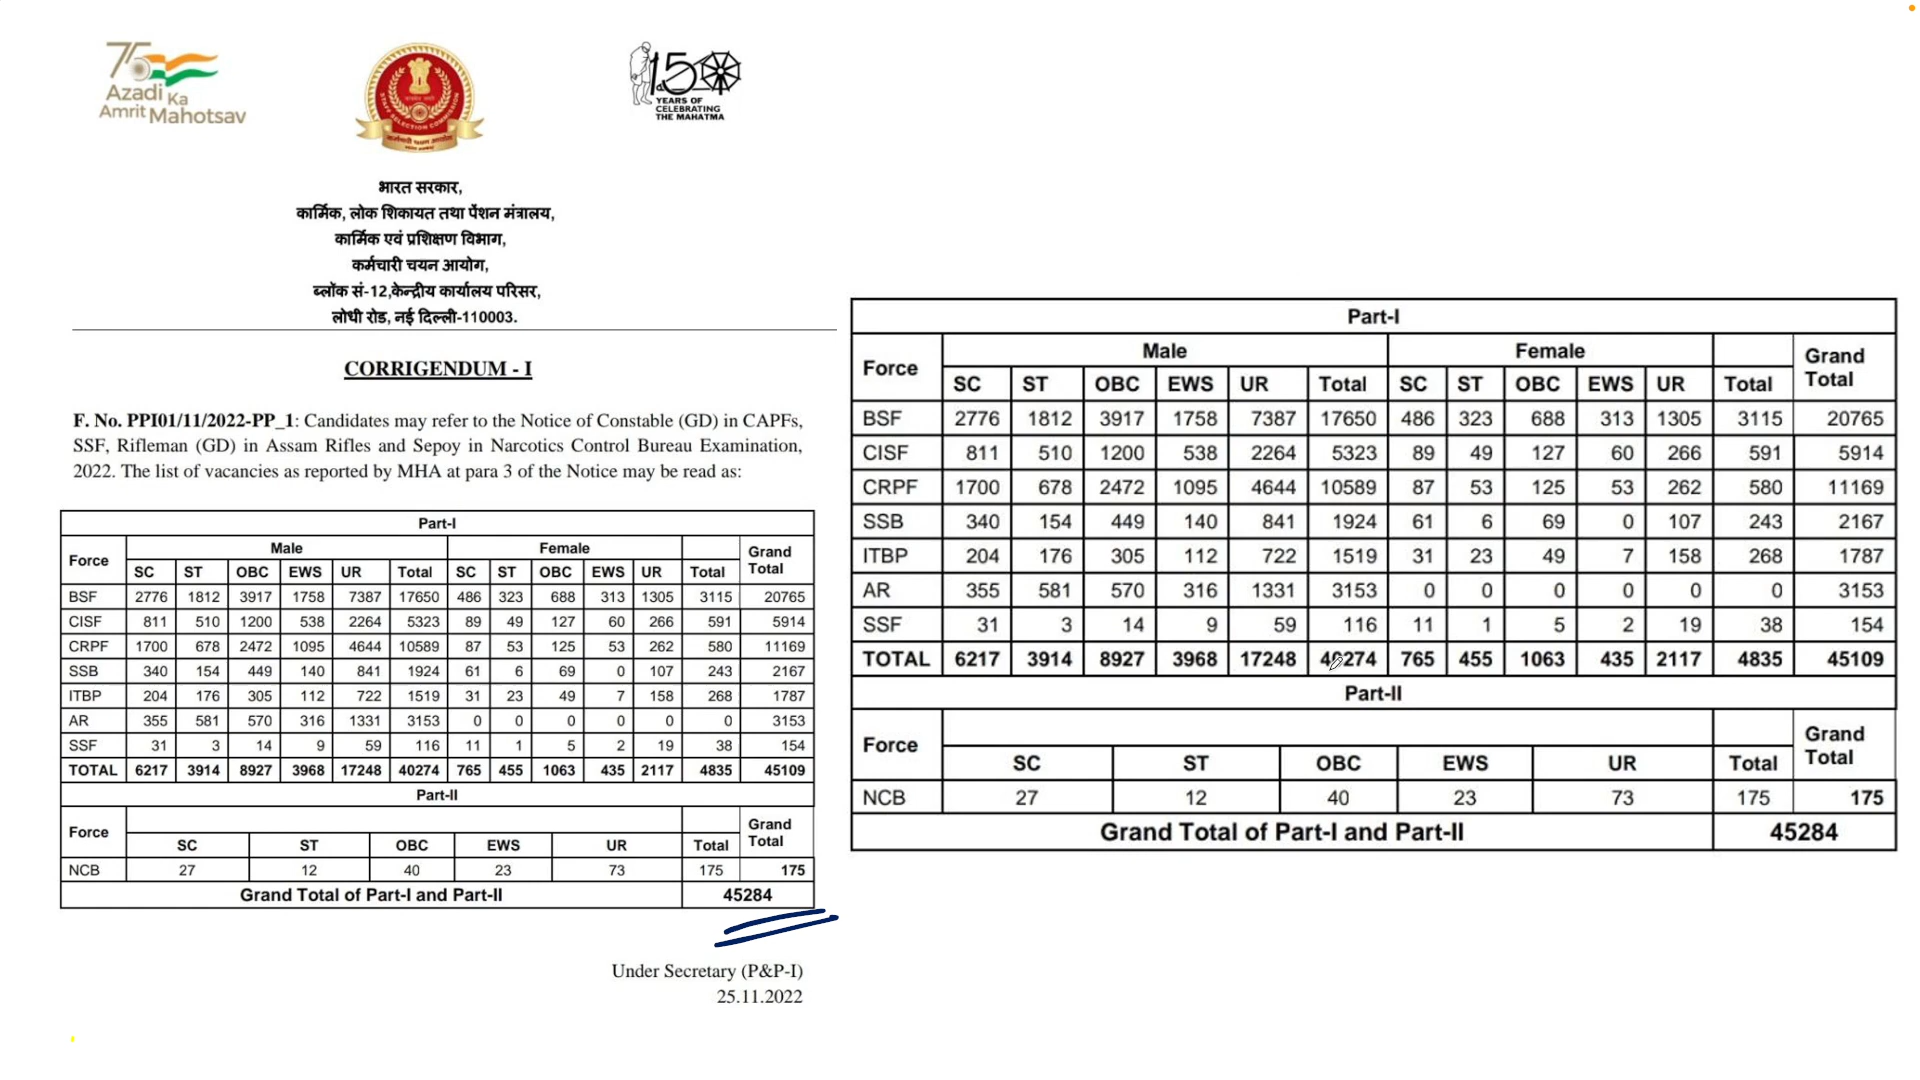 75
Azadi Ka
Amrit Mahotsav
STAFF SELECTION COMMISSION
150
YEARS OF
CELEBRATING
THE MAHATMA
भारत सरकार,
कार्मिक, लोक शिकायत तथा पेंशन मंत्रालय,
कार्मिक एवं प्रशिक्षण विभाग,
कर्मचारी चयन आयोग,
ब्लॉक सं-12,केन्द्रीय कार्यालय परिसर,
लोधी रोड, नई दिल्ली-110003.
CORRIGENDUM - I
F. No. PPI01/11/2022-PP_1: Candidates may refer to the Notice of Constable (GD) in CAPFs,
SSF, Rifleman (GD) in Assam Rifles and Sepoy in Narcotics Control Bureau Examination,
2022. The list of vacancies as reported by MHA at para 3 of the Notice may be read as:
Part-I
Force Male Female Grand Total
SC ST OBC EWS UR Total SC ST OBC EWS UR Total
BSF 2776 1812 3917 1758 7387 17650 486 323 688 313 1305 3115 20765
CISF 811 510 1200 538 2264 5323 89 49 127 60 266 591 5914
CRPF 1700 678 2472 1095 4644 10589 87 53 125 53 262 580 11169
SSB 340 154 449 140 841 1924 61 6 69 0 107 243 2167
ITBP 204 176 305 112 722 1519 31 23 49 7 158 268 1787
AR 355 581 570 316 1331 3153 0 0 0 0 0 0 3153
SSF 31 3 14 9 59 116 11 1 5 2 19 38 154
TOTAL 6217 3914 8927 3968 17248 40274 765 455 1063 435 2117 4835 45109
Part-II
Force Grand Total
SC ST OBC EWS UR Total
NCB 27 12 40 23 73 175 175
Grand Total of Part-I and Part-II 45284
Under Secretary (P&P-I)
25.11.2022
Part-I
Force Male Female Grand Total
SC ST OBC EWS UR Total SC ST OBC EWS UR Total
BSF 2776 1812 3917 1758 7387 17650 486 323 688 313 1305 3115 20765
CISF 811 510 1200 538 2264 5323 89 49 127 60 266 591 5914
CRPF 1700 678 2472 1095 4644 10589 87 53 125 53 262 580 11169
SSB 340 154 449 140 841 1924 61 6 69 0 107 243 2167
ITBP 204 176 305 112 722 1519 31 23 49 7 158 268 1787
AR 355 581 570 316 1331 3153 0 0 0 0 0 0 3153
SSF 31 3 14 9 59 116 11 1 5 2 19 38 154
TOTAL 6217 3914 8927 3968 17248 40274 765 455 1063 435 2117 4835 45109
Part-II
Force Grand Total
SC ST OBC EWS UR Total
NCB 27 12 40 23 73 175 175
Grand Total of Part-I and Part-II 45284